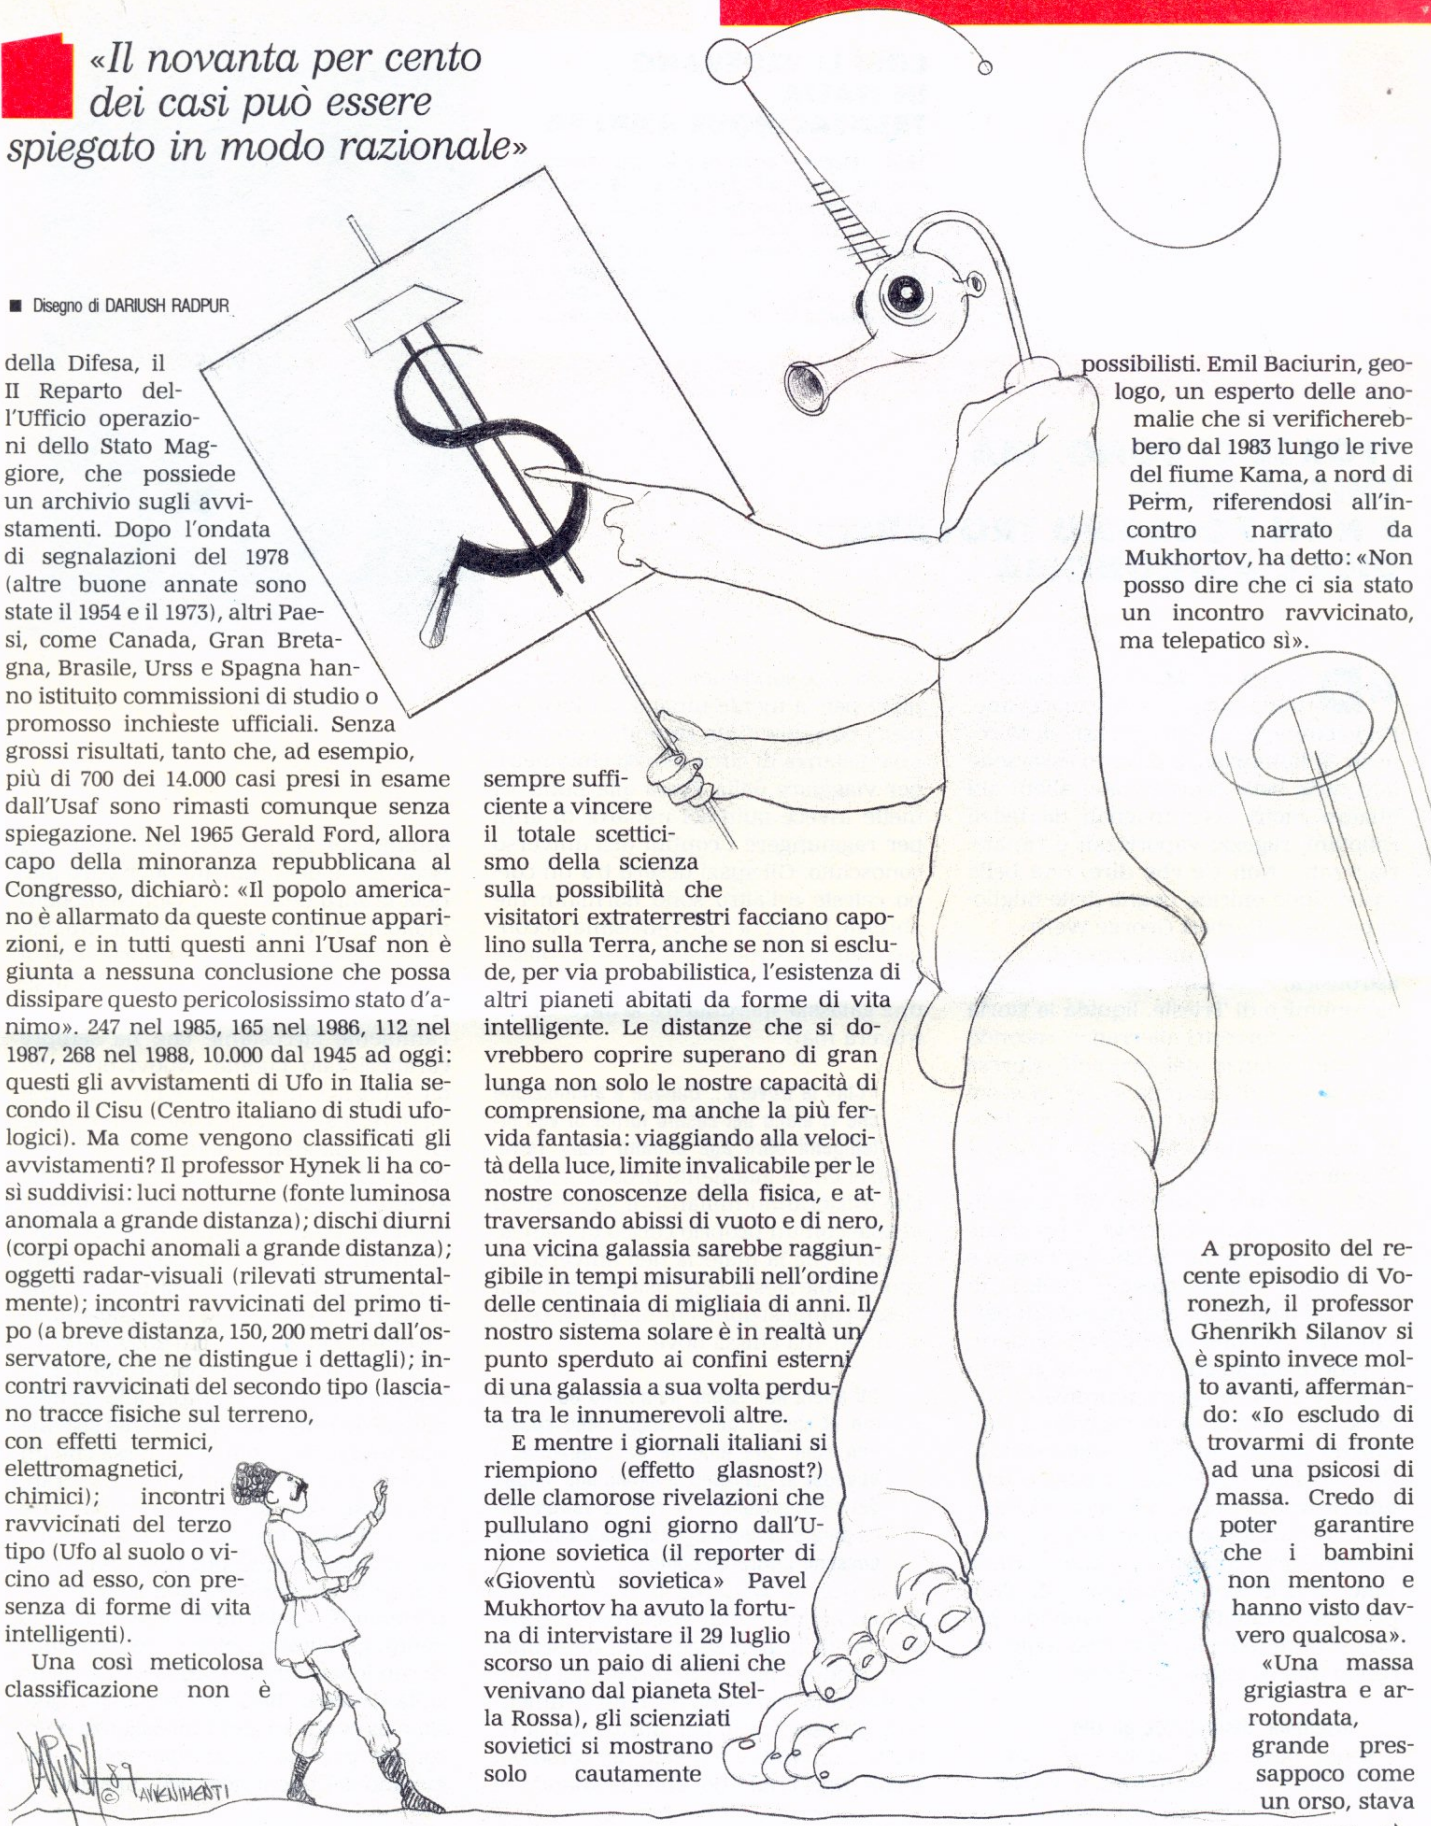 «Il novanta per cento
dei casi può essere
spiegato in modo razionale»
■ Disegno di DARIUSH RADPUR
della Difesa, il
II Reparto del-
l'Ufficio operazio-
ni dello Stato Mag-
giore, che possiede
un archivio sugli avvi-
stamenti. Dopo l'ondata
di segnalazioni del 1978
(altre buone annate sono
state il 1954 e il 1973), altri Pae-
si, come Canada, Gran Breta-
gna, Brasile, Urss e Spagna han-
no istituito commissioni di studio o
promosso inchieste ufficiali. Senza
grossi risultati, tanto che, ad esempio,
più di 700 dei 14.000 casi presi in esame
dall'Usaf sono rimasti comunque senza
spiegazione. Nel 1965 Gerald Ford, allora
capo della minoranza repubblicana al
Congresso, dichiarò: «Il popolo america-
no è allarmato da queste continue appari-
zioni, e in tutti questi anni l'Usaf non è
giunta a nessuna conclusione che possa
dissipare questo pericolosissimo stato d'a-
nimo». 247 nel 1985, 165 nel 1986, 112 nel
1987, 268 nel 1988, 10.000 dal 1945 ad oggi:
questi gli avvistamenti di Ufo in Italia se-
condo il Cisu (Centro italiano di studi ufo-
logici). Ma come vengono classificati gli
avvistamenti? Il professor Hynek li ha co-
sì suddivisi: luci notturne (fonte luminosa
anomala a grande distanza); dischi diurni
(corpi opachi anomali a grande distanza);
oggetti radar-visuali (rilevati strumental-
mente); incontri ravvicinati del primo ti-
po (a breve distanza, 150, 200 metri dall'os-
servatore, che ne distingue i dettagli); in-
contri ravvicinati del secondo tipo (lascia-
no tracce fisiche sul terreno,
con effetti termici,
elettromagnetici,
chimici); incontri
ravvicinati del terzo
tipo (Ufo al suolo o vi-
cino ad esso, con pre-
senza di forme di vita
intelligenti).
Una così meticolosa
classificazione non è
sempre suffi-
ciente a vincere
il totale scettici-
smo della scienza
sulla possibilità che
visitatori extraterrestri facciano capo-
lino sulla Terra, anche se non si esclu-
de, per via probabilistica, l'esistenza di
altri pianeti abitati da forme di vita
intelligente. Le distanze che si do-
vrebbero coprire superano di gran
lunga non solo le nostre capacità di
comprensione, ma anche la più fer-
vida fantasia: viaggiando alla veloci-
tà della luce, limite invalicabile per le
nostre conoscenze della fisica, e at-
traversando abissi di vuoto e di nero,
una vicina galassia sarebbe raggiun-
gibile in tempi misurabili nell'ordine
delle centinaia di migliaia di anni. Il
nostro sistema solare è in realtà un
punto sperduto ai confini esterni
di una galassia a sua volta perdu-
ta tra le innumerevoli altre.
E mentre i giornali italiani si
riempiono (effetto glasnost?)
delle clamorose rivelazioni che
pullulano ogni giorno dall'U-
nione sovietica (il reporter di
«Gioventù sovietica» Pavel
Mukhortov ha avuto la fortu-
na di intervistare il 29 luglio
scorso un paio di alieni che
venivano dal pianeta Stel-
la Rossa), gli scienziati
sovietici si mostrano
solo cautamente
possibilisti. Emil Baciurin, geo-
logo, un esperto delle ano-
malie che si verifichereb-
bero dal 1983 lungo le rive
del fiume Kama, a nord di
Perm, riferendosi all'in-
contro narrato da
Mukhortov, ha detto: «Non
posso dire che ci sia stato
un incontro ravvicinato,
ma telepatico sì».
A proposito del re-
cente episodio di Vo-
ronezh, il professor
Ghenrikh Silanov si
è spinto invece mol-
to avanti, afferman-
do: «Io escludo di
trovarmi di fronte
ad una psicosi di
massa. Credo di
poter garantire
che i bambini
non mentono e
hanno visto dav-
vero qualcosa».
«Una massa
grigiastra e ar-
rotondata,
grande pres-
sappoco come
un orso, stava
DARIUSH 89
© AVVENIMENTI